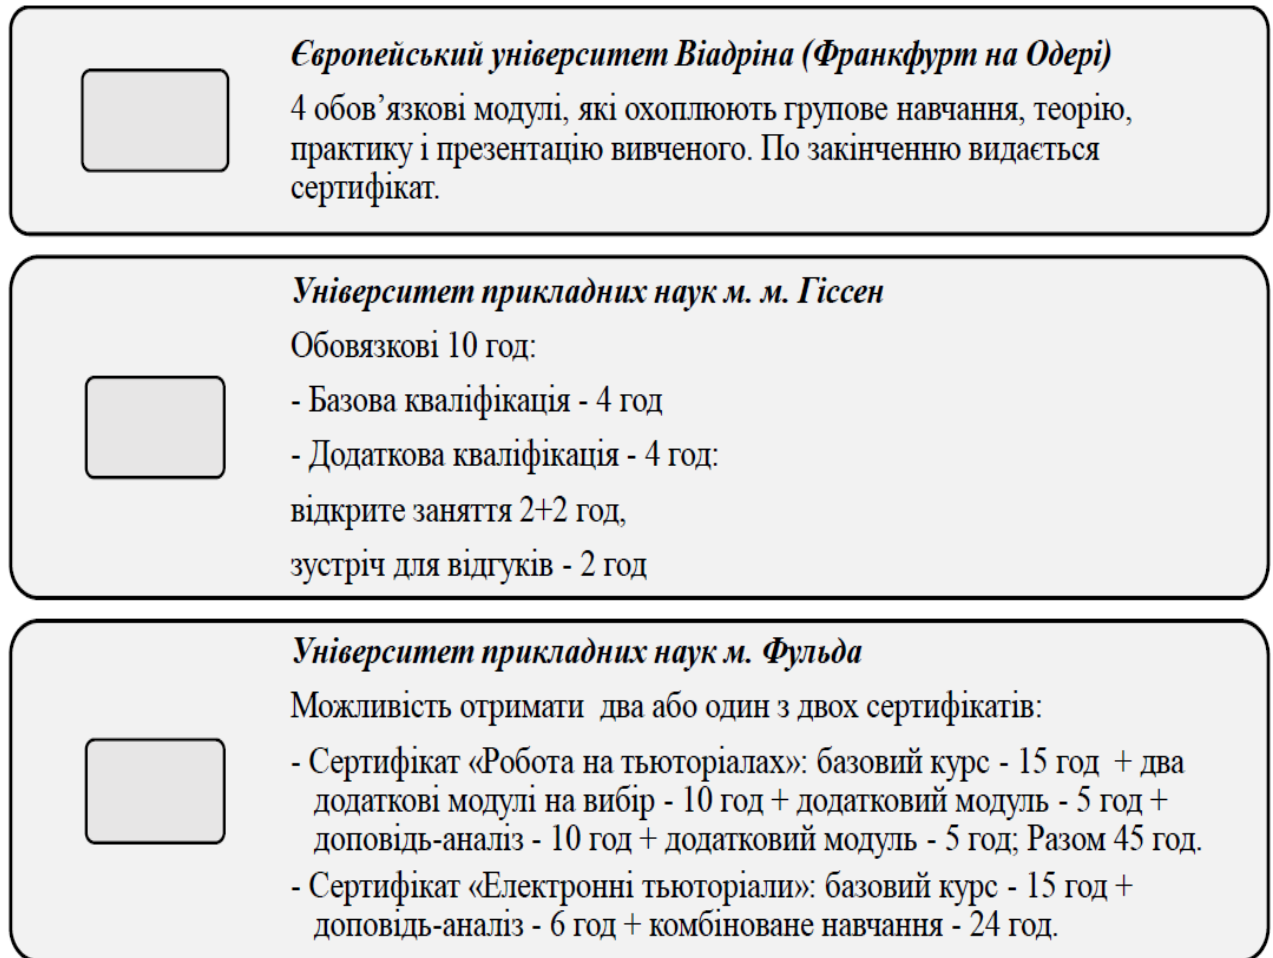 Європейський університет Віадріна (Франкфурт на Одері)
4 обов’язкові модулі, які охоплюють групове навчання, теорію,
практику і презентацію вивченого. По закінченню видається
сертифікат.
Університет прикладних наук м. м. Гіссен
Обовязкові 10 год:
- Базова кваліфікація - 4 год
- Додаткова кваліфікація - 4 год:
відкрите заняття 2+2 год,
зустріч для відгуків - 2 год
Університет прикладних наук м. Фульда
Можливість отримати два або один з двох сертифікатів:
- Сертифікат «Робота на тьюторіалах»: базовий курс - 15 год + два
додаткові модулі на вибір - 10 год + додатковий модуль - 5 год +
доповідь-аналіз - 10 год + додатковий модуль - 5 год; Разом 45 год.
- Сертифікат «Електронні тьюторіали»: базовий курс - 15 год +
доповідь-аналіз - 6 год + комбіноване навчання - 24 год.